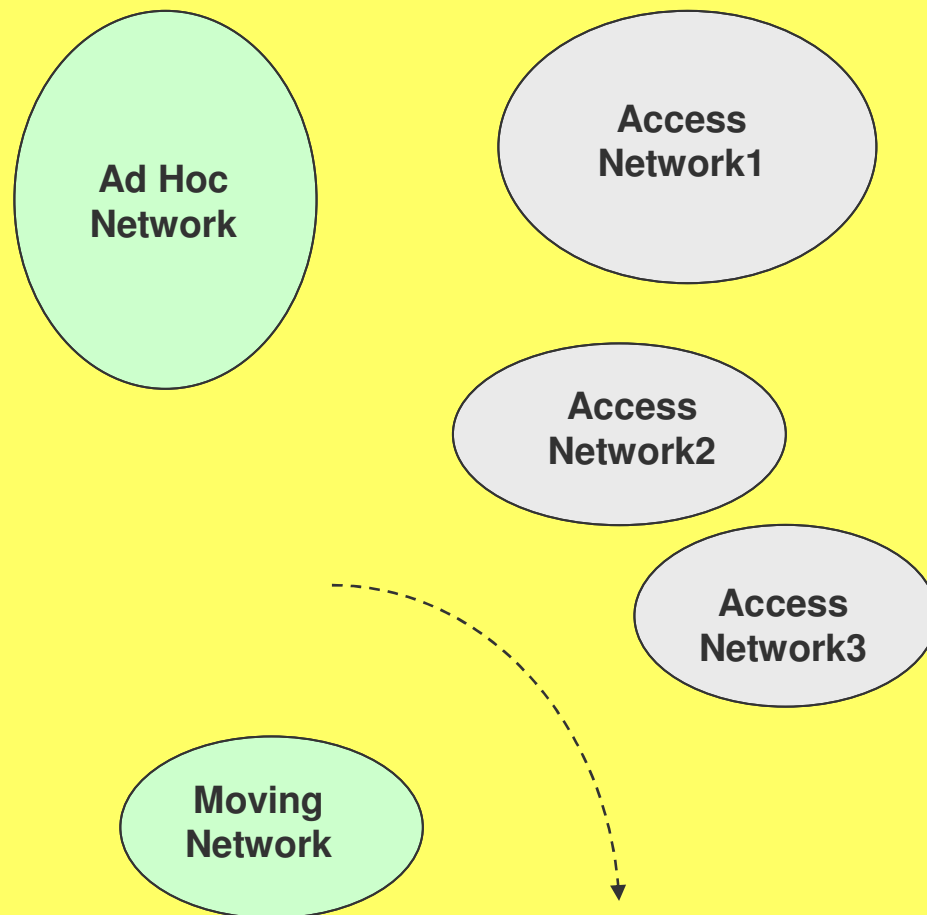 Ad Hoc
Network
Access
Network1
Access
Network2
Access
Network3
Moving
Network